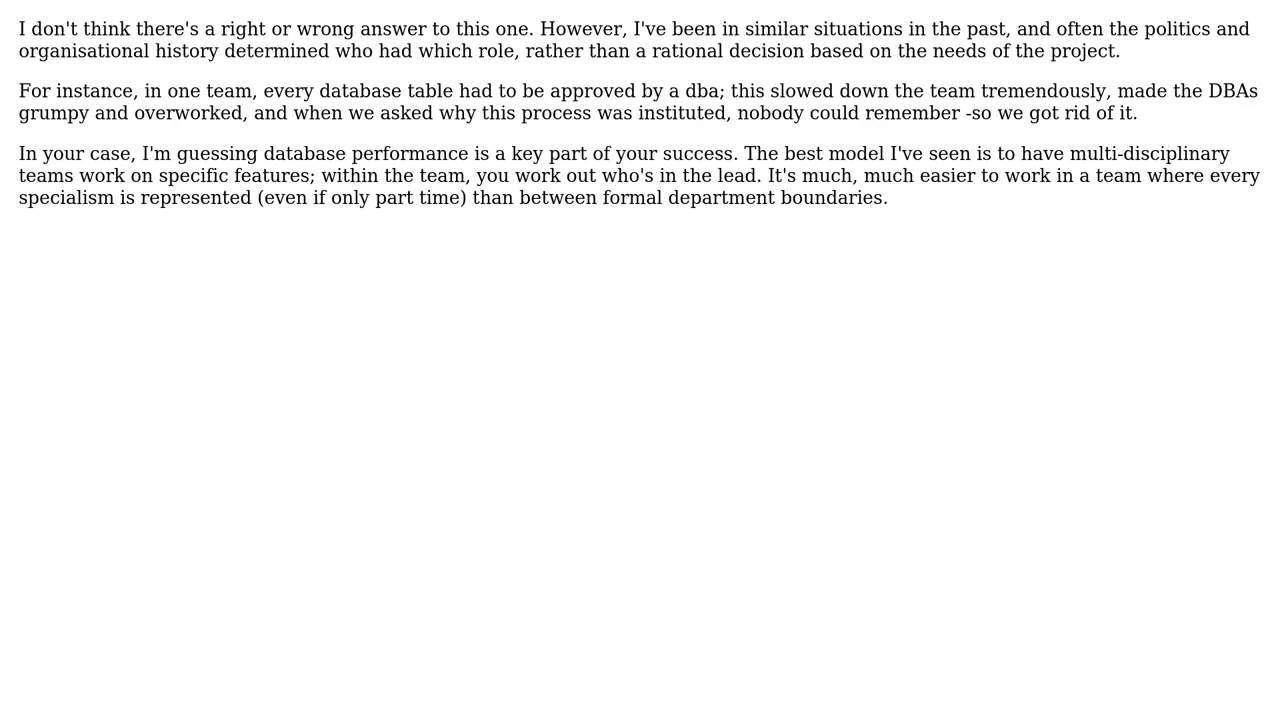 I don't think there's a right or wrong answer to this one. However, I've been in similar situations in the past, and often the politics and
organisational history determined who had which role, rather than a rational decision based on the needs of the project.
For instance, in one team, every database table had to be approved by a dba; this slowed down the team tremendously, made the DBAs
grumpy and overworked, and when we asked why this process was instituted, nobody could remember -so we got rid of it.
In your case, I'm guessing database performance is a key part of your success. The best model I've seen is to have multi-disciplinary
teams work on specific features; within the team, you work out who's in the lead. It's much, much easier to work in a team where every
specialism is represented (even if only part time) than between formal department boundaries.